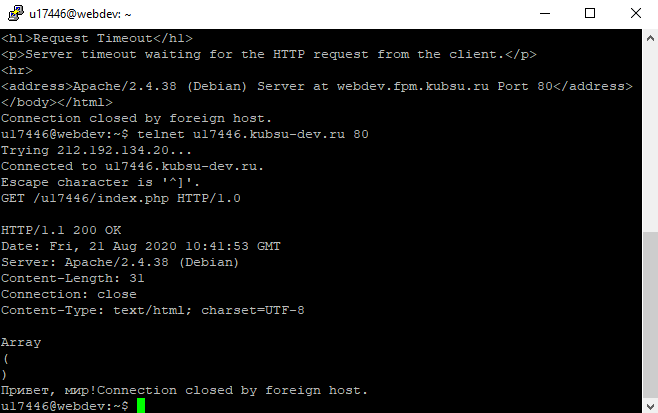 u17446@webdev: ~
<h1>Request Timeout</h1>
<p>Server timeout waiting for the HTTP request from the client.</p>
<hr>
<address>Apache/2.4.38 (Debian) Server at webdev.fpm.kubsu.ru Port 80</address>
</body></html>
Connection closed by foreign host.
u17446@webdev:~$ telnet u17446.kubsu-dev.ru 80
Trying 212.192.134.20...
Connected to u17446.kubsu-dev.ru.
Escape character is '^]'.
GET /u17446/index.php HTTP/1.0

HTTP/1.1 200 OK
Date: Fri, 21 Aug 2020 10:41:53 GMT
Server: Apache/2.4.38 (Debian)
Content-Length: 31
Connection: close
Content-Type: text/html; charset=UTF-8

Array
(
)
Привет, мир!Connection closed by foreign host.
u17446@webdev:~$